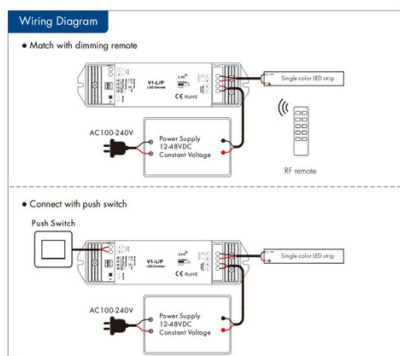 Wiring Diagram
● Match with dimming remote
V1-L/P
LED Dimmer
CE RoHS
Single color LED strip
AC100-240V
Power Supply
12-48VDC
Constant Voltage
RF remote
● Connect with push switch
Push Switch
V1-L/P
LED Dimmer
CE RoHS
Single color LED strip
AC100-240V
Power Supply
12-48VDC
Constant Voltage